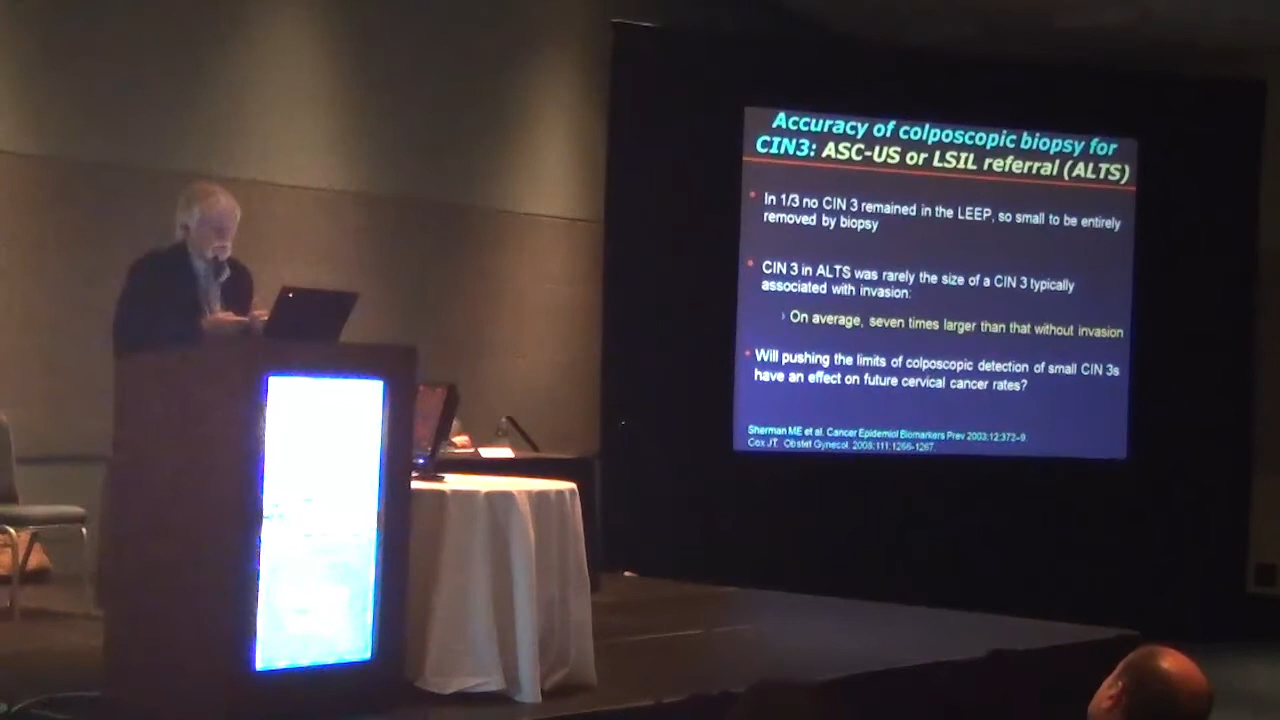 Accuracy of colposcopic biopsy for
CIN3: ASC-US or LSIL referral (ALTS)
In 1/3 no CIN 3 remained in the LEEP, so small to be entirely
removed by biopsy
CIN 3 in ALTS was rarely the size of a CIN 3 typically
associated with invasion:
On average, seven times larger than that without invasion
Will pushing the limits of colposcopic detection of small CIN 3s
have an effect on future cervical cancer rates?
Sherman ME et al. Cancer Epidemiol Biomarkers Prev 2003;12:372–9.
Cox JT. Obstet Gynecol. 2008;111:1266-1267.